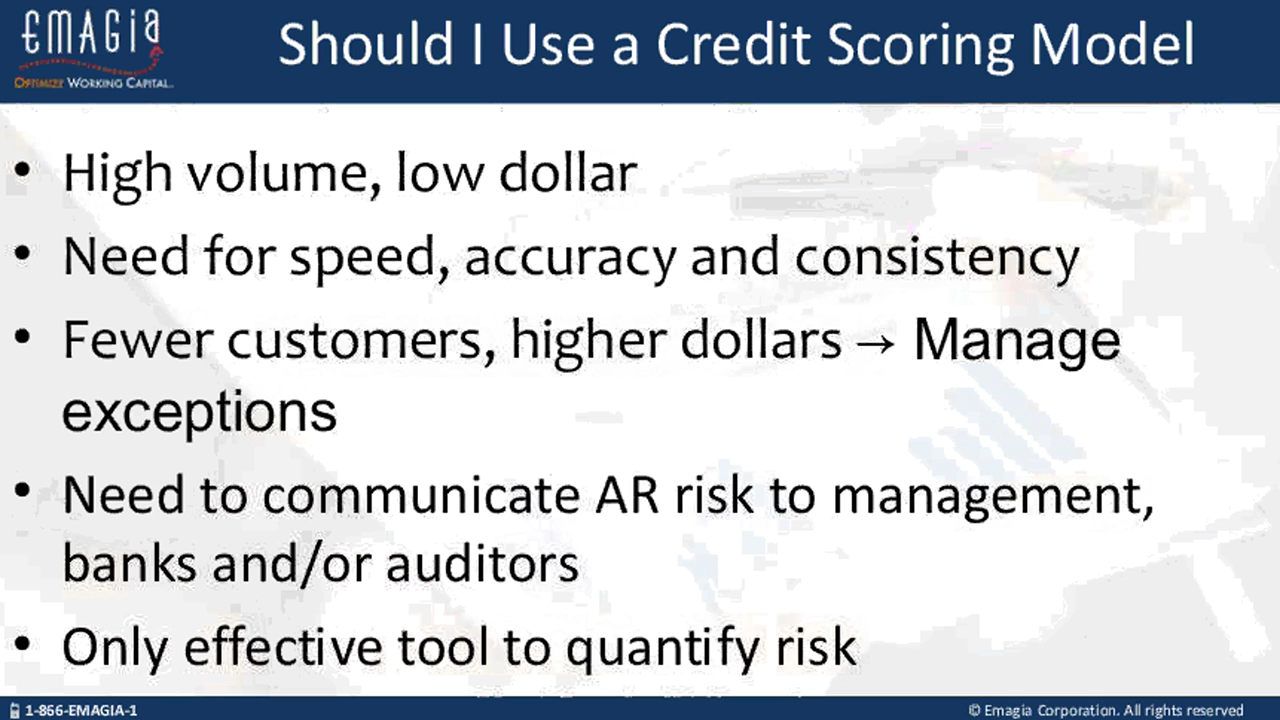 EMAGIA
OPTIMIZE WORKING CAPITAL.
Should I Use a Credit Scoring Model
• High volume, low dollar
• Need for speed, accuracy and consistency
• Fewer customers, higher dollars → Manage
exceptions
• Need to communicate AR risk to management,
banks and/or auditors
• Only effective tool to quantify risk
1-866-EMAGIA-1
© Emagia Corporation. All rights reserved